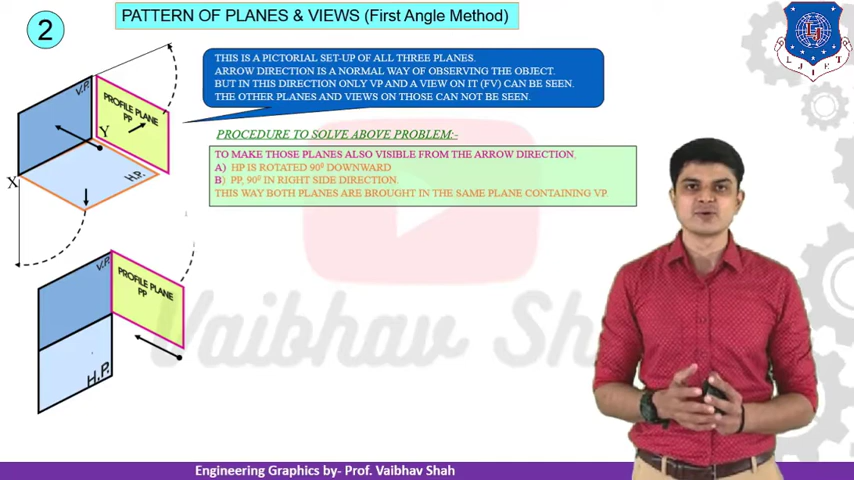 2
PATTERN OF PLANES & VIEWS (First Angle Method)
LJIET
THIS IS A PICTORIAL SET-UP OF ALL THREE PLANES.
ARROW DIRECTION IS A NORMAL WAY OF OBSERVING THE OBJECT.
BUT IN THIS DIRECTION ONLY VP AND A VIEW ON IT (FV) CAN BE SEEN.
THE OTHER PLANES AND VIEWS ON THOSE CAN NOT BE SEEN.
V.P.
PROFILE PLANE
PP
Y
X
H.P.
PROCEDURE TO SOLVE ABOVE PROBLEM:-
TO MAKE THOSE PLANES ALSO VISIBLE FROM THE ARROW DIRECTION,
A) HP IS ROTATED 90⁰ DOWNWARD
B) PP, 90⁰ IN RIGHT SIDE DIRECTION.
THIS WAY BOTH PLANES ARE BROUGHT IN THE SAME PLANE CONTAINING VP.
V.P.
PROFILE PLANE
PP
H.P.
Vaibhav Sh
Engineering Graphics by- Prof. Vaibhav Shah